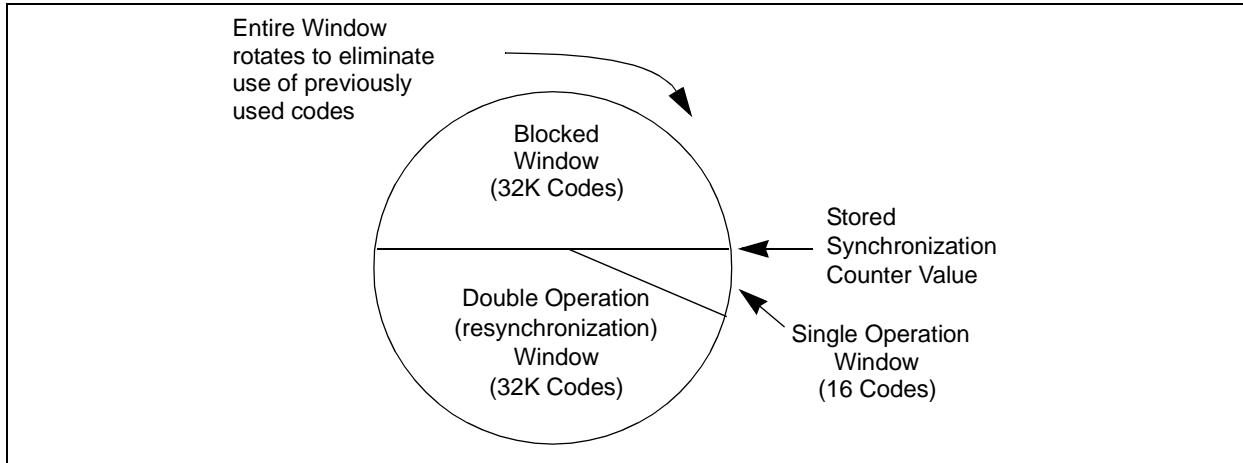 Entire Window
rotates to eliminate
use of previously
used codes
Blocked
Window
(32K Codes)
Stored
Synchronization
Counter Value
Double Operation
(resynchronization)
Window
(32K Codes)
Single Operation
Window
(16 Codes)